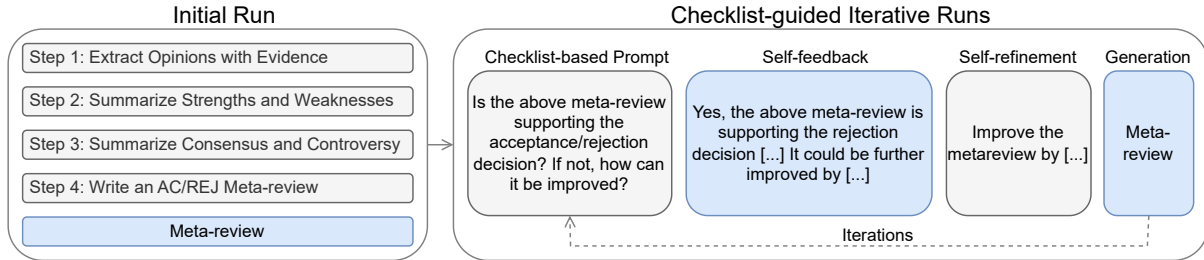 Initial Run
Step 1: Extract Opinions with Evidence
Step 2: Summarize Strengths and Weaknesses
Step 3: Summarize Consensus and Controversy
Step 4: Write an AC/REJ Meta-review
Meta-review
Checklist-guided Iterative Runs
Checklist-based Prompt
Is the above meta-review
supporting the
acceptance/rejection
decision? If not, how can
it be improved?
Self-feedback
Yes, the above meta-review is
supporting the rejection
decision [...] It could be further
improved by [...]
Self-refinement
Improve the
metareview by [...]
Generation
Meta-
review
Iterations